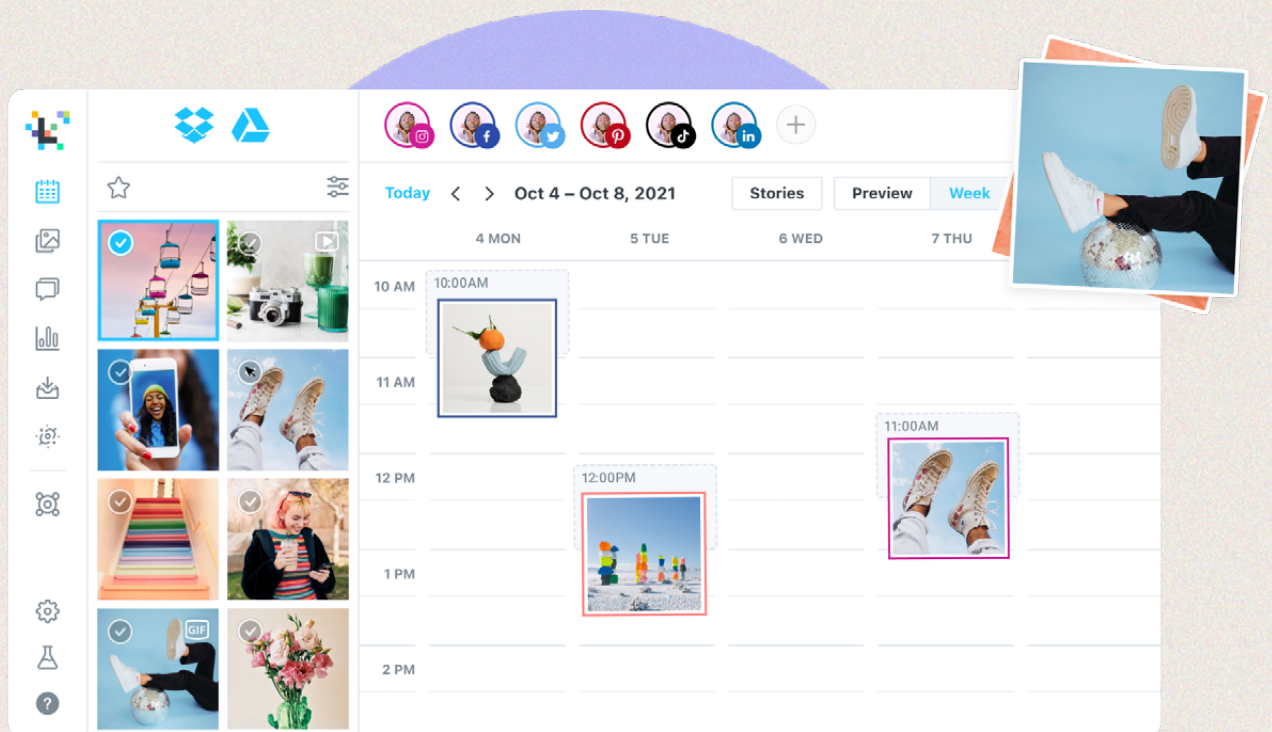 Today
Oct 4 – Oct 8, 2021
Stories
Preview
Week
4 MON
5 TUE
6 WED
7 THU
10 AM
10:00AM
11 AM
11:00AM
12 PM
12:00PM
1 PM
GIF
2 PM
?